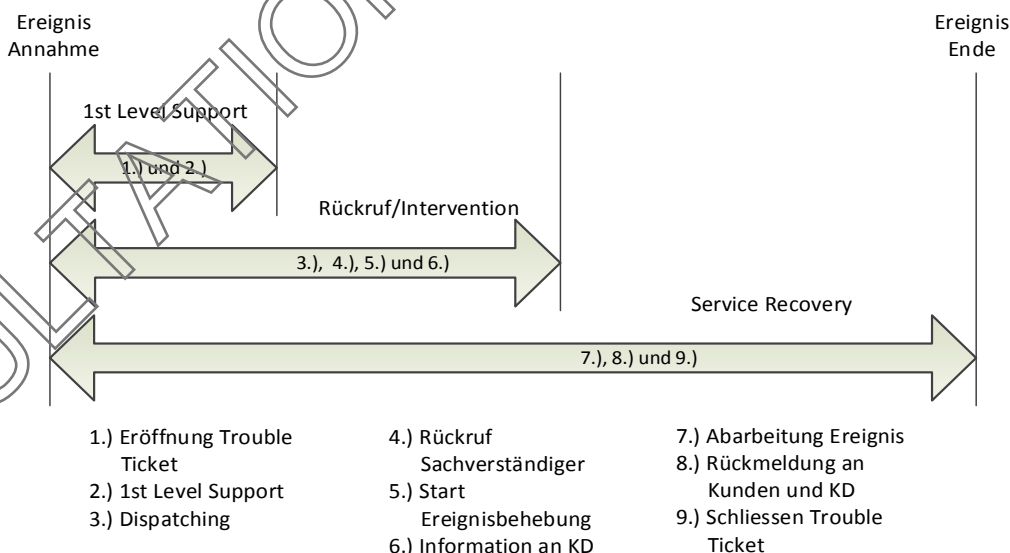 Ereignis
Annahme
Ereignis
Ende
1st Level Support
1.) und 2.)
Rückruf/Intervention
3.), 4.), 5.) und 6.)
Service Recovery
7.), 8.) und 9.)
1.) Eröffnung Trouble
Ticket
2.) 1st Level Support
3.) Dispatching
4.) Rückruf
Sachverständiger
5.) Start
Ereignisbehebung
6.) Information an KD
7.) Abarbeitung Ereignis
8.) Rückmeldung an
Kunden und KD
9.) Schliessen Trouble
Ticket
ULTATION